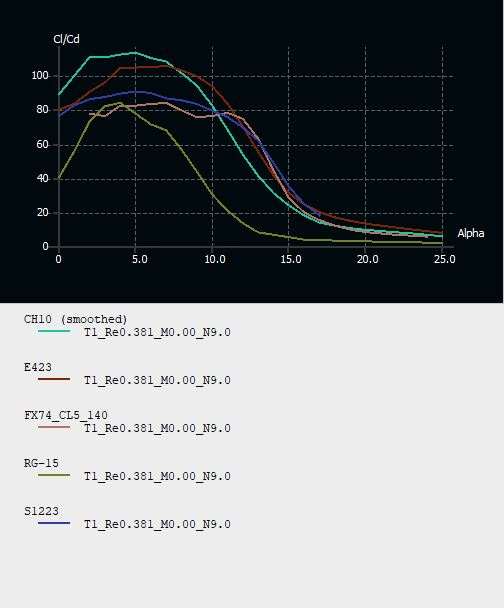 Cl/Cd
100
80
60
40
20
0
0 5.0 10.0 15.0 20.0 25.0
Alpha
CH10 (smoothed)
T1_Re0.381_M0.00_N9.0
E423
T1_Re0.381_M0.00_N9.0
FX74_CL5_140
T1_Re0.381_M0.00_N9.0
RG-15
T1_Re0.381_M0.00_N9.0
S1223
T1_Re0.381_M0.00_N9.0